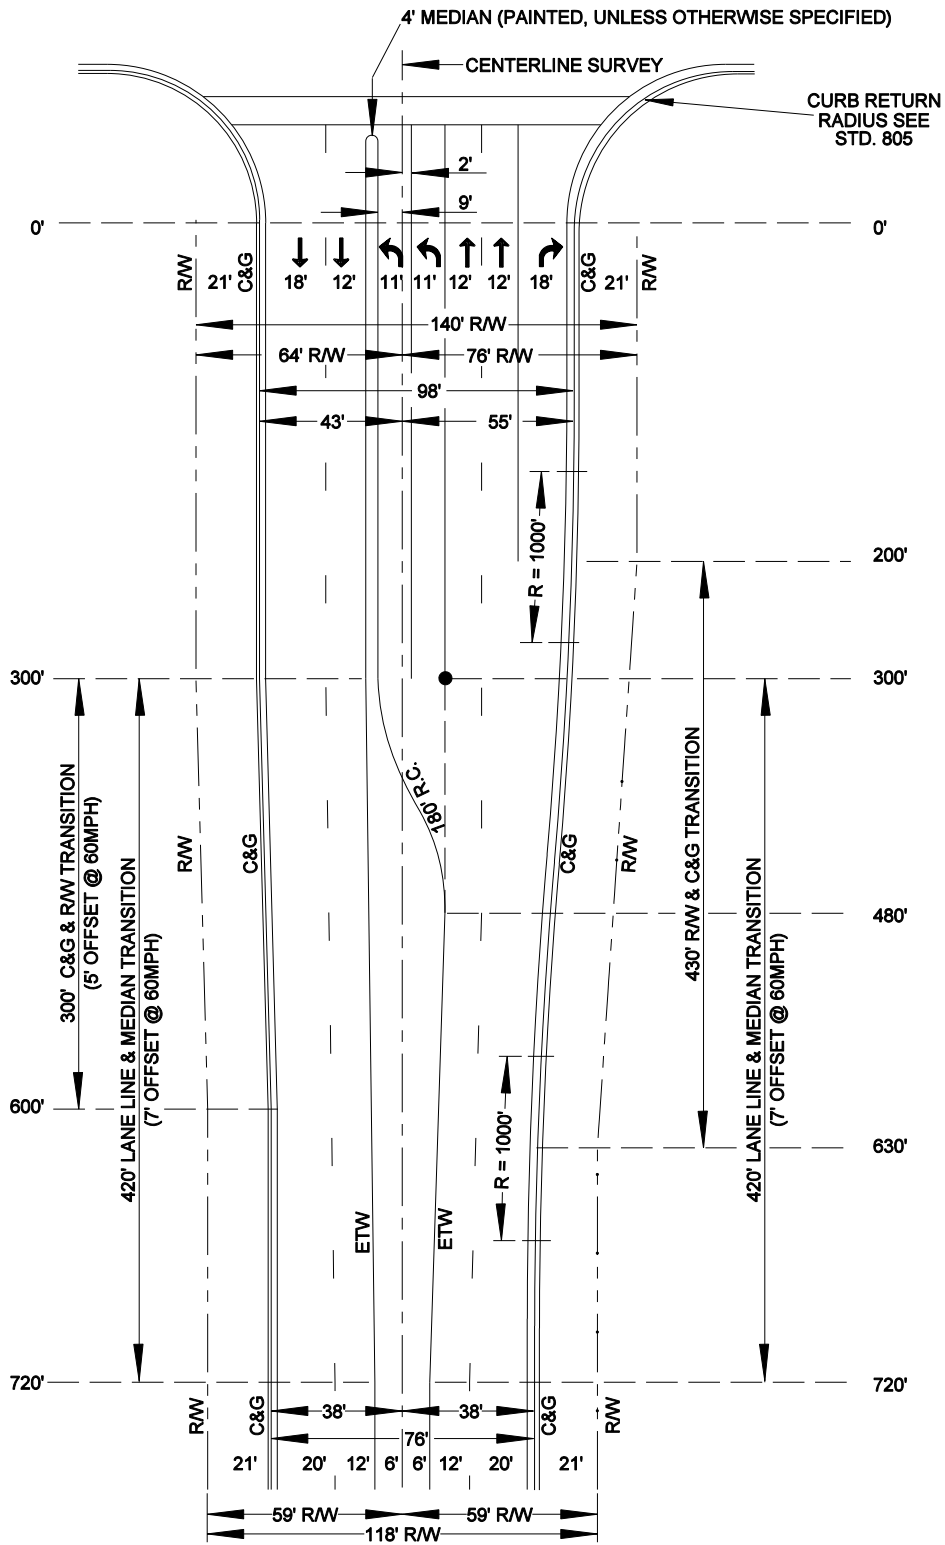 4' MEDIAN (PAINTED, UNLESS OTHERWISE SPECIFIED)
CENTERLINE SURVEY
CURB RETURN
RADIUS SEE
STD. 805
2'
9'
0'
0'
R/W
21'
C&G
18'
12'
11'
11'
12'
12'
18'
C&G
21'
R/W
140' R/W
64' R/W
76' R/W
98'
43'
55'
R = 1000'
200'
300'
300'
180' R.C.
300' C&G & R/W TRANSITION
(5' OFFSET @ 60MPH)
420' LANE LINE & MEDIAN TRANSITION
(7' OFFSET @ 60MPH)
R/W
C&G
C&G
R/W
430' R/W & C&G TRANSITION
420' LANE LINE & MEDIAN TRANSITION
(7' OFFSET @ 60MPH)
480'
600'
R = 1000'
630'
ETW
ETW
720'
720'
R/W
C&G
38'
38'
C&G
R/W
76'
21'
20'
12'
6'
6'
12'
20'
21'
59' R/W
59' R/W
118' R/W